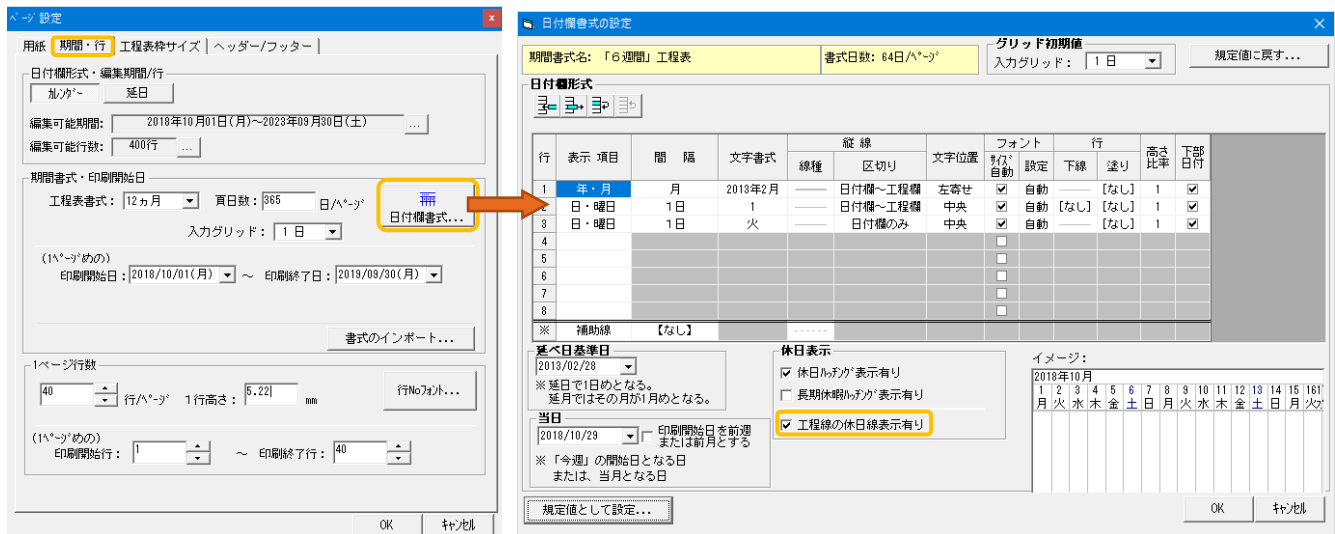 ﾍﾟｰｼﾞ設定
x
用紙 期間・行 工程表枠サイズ ヘッダー/フッター
日付欄形式・編集期間/行
ｶﾚﾝﾀﾞｰ 延日
編集可能期間: 2018年10月01日(月)～2023年09月30日(土) ...
編集可能行数: 400行 ...
期間書式・印刷開始日
工程表書式: 12ヵ月 頁日数: 365 日/ﾍﾟｰｼﾞ
日付欄書式...
入力グリッド: 1日
(1ﾍﾟｰｼﾞめの)
印刷開始日: 2018/10/01(月) ～ 印刷終了日: 2019/09/30(月)
書式のインポート...
1ページ行数
40 行/ﾍﾟｰｼﾞ 1行高さ: 5.22 mm 行Noﾌｫﾝﾄ...
(1ﾍﾟｰｼﾞめの)
印刷開始行: 1 ～ 印刷終了行: 40
OK ｷｬﾝｾﾙ
日付欄書式の設定
期間書式名: 「６週間」工程表 書式日数: 64日/ﾍﾟｰｼﾞ
グリッド初期値
入力グリッド: 1日
規定値に戻す...
日付欄形式
行 表示 項目 間 隔 文字書式 縦線 文字位置 フォント 行 高さ比率 下部日付
線種 区切り ｻｲｽﾞ自動 設定 下線 塗り
1 年・月 月 2013年2月 日付欄～工程欄 左寄せ 自動 [なし] 1
2 日・曜日 1日 1 日付欄～工程欄 中央 自動 [なし] [なし] 1
3 日・曜日 1日 火 日付欄のみ 中央 自動 [なし] 1
4
5
6
7
8
※ 補助線 【なし】
延べ日基準日
2013/02/28
※延日で1日めとなる。
延月ではその月が1月めとなる。
当日
2018/10/29 印刷開始日を前週
または前月とする
※「今週」の開始日となる日
または、当月となる日
休日表示
休日ﾊｯﾁﾝｸﾞ表示有り
長期休暇ﾊｯﾁﾝｸﾞ表示有り
工程線の休日線表示有り
イメージ:
2018年10月
1 2 3 4 5 6 7 8 9 10 11 12 13 14 15 16
月 火 水 木 金 土 日 月 火 水 木 金 土 日 月 火
規定値として設定...
OK ｷｬﾝｾﾙ